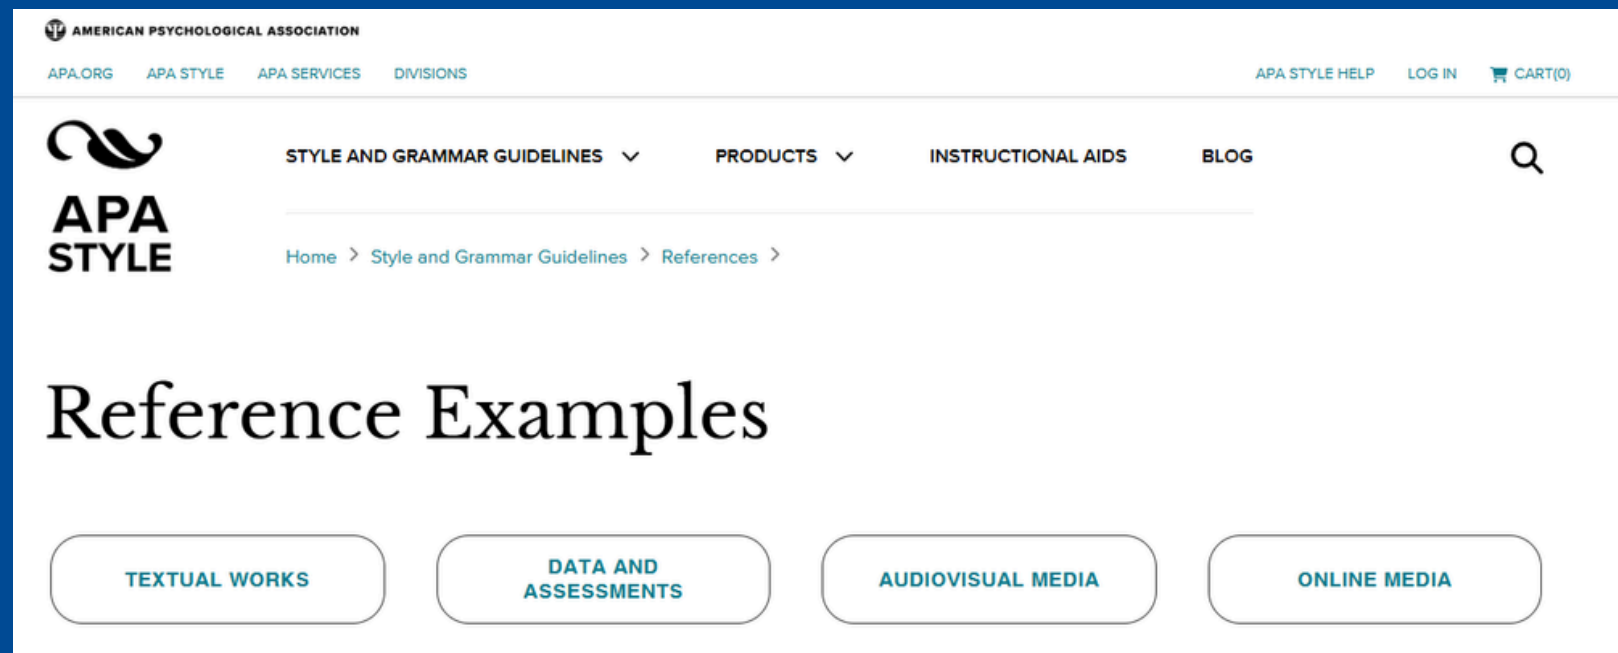 AMERICAN PSYCHOLOGICAL ASSOCIATION
APA.ORG APA STYLE APA SERVICES DIVISIONS APA STYLE HELP LOG IN CART(0)
APA
STYLE
STYLE AND GRAMMAR GUIDELINES PRODUCTS INSTRUCTIONAL AIDS BLOG
Home > Style and Grammar Guidelines > References >
Reference Examples
TEXTUAL WORKS
DATA AND
ASSESSMENTS
AUDIOVISUAL MEDIA
ONLINE MEDIA